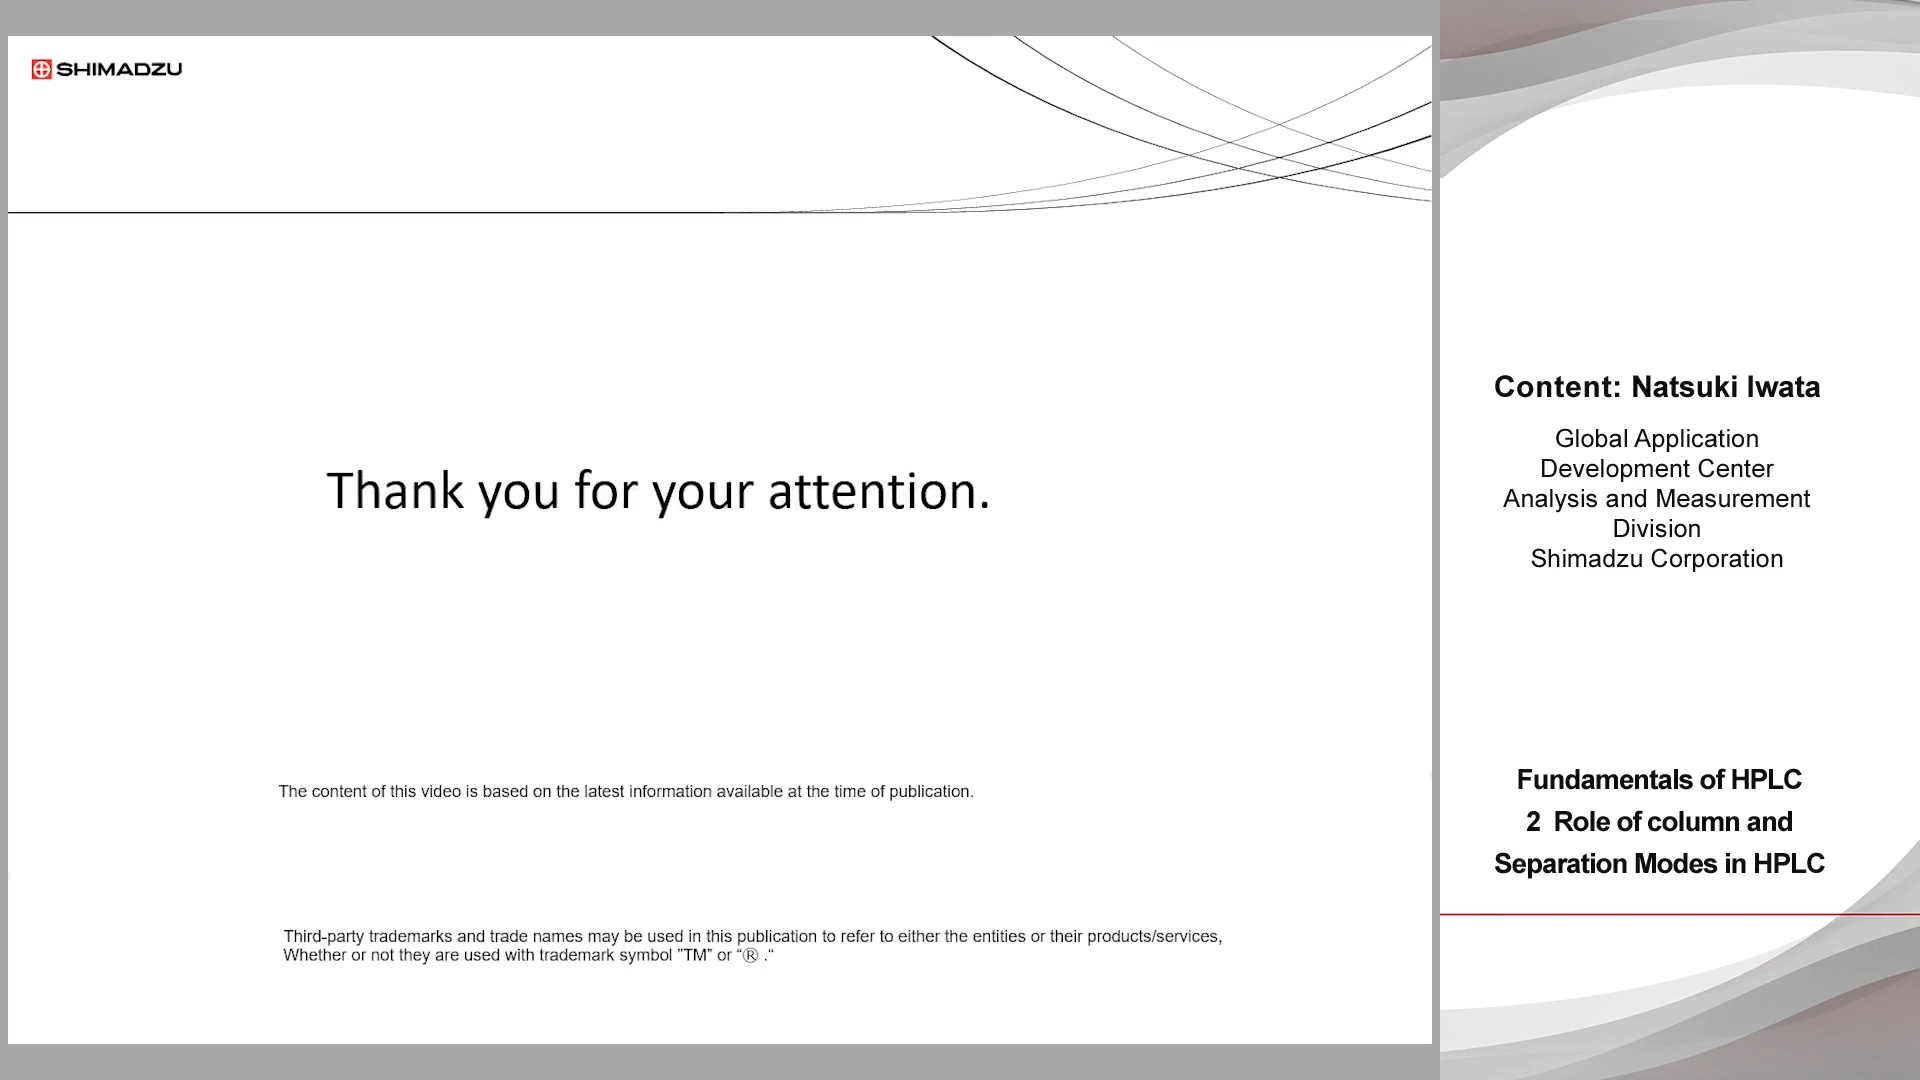 SHIMADZU
Thank you for your attention.
The content of this video is based on the latest information available at the time of publication.
Third-party trademarks and trade names may be used in this publication to refer to either the entities or their products/services,
Whether or not they are used with trademark symbol ”TM” or “® .“
Content: Natsuki Iwata
Global Application
Development Center
Analysis and Measurement
Division
Shimadzu Corporation
Fundamentals of HPLC
2 Role of column and
Separation Modes in HPLC